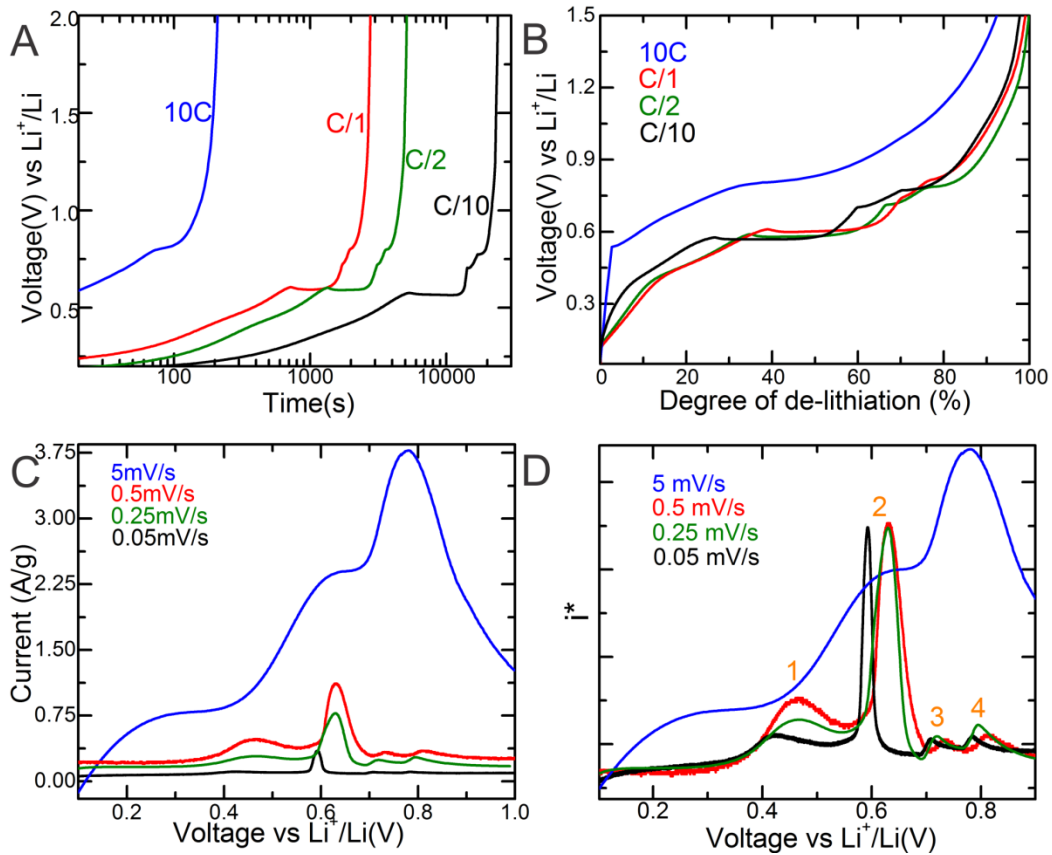 A
Voltage(V) vs Li⁺/Li
2.0
1.5
1.0
0.5
10C
C/1
C/2
C/10
100
1000
10000
Time(s)
B
Voltage(V) vs Li⁺/Li
1.5
1.2
0.9
0.6
0.3
10C
C/1
C/2
C/10
0
20
40
60
80
100
Degree of de-lithiation (%)
C
Current (A/g)
3.75
3.00
2.25
1.50
0.75
0.00
5mV/s
0.5mV/s
0.25mV/s
0.05mV/s
0.2
0.4
0.6
0.8
1.0
Voltage vs Li⁺/Li(V)
D
i*
5 mV/s
0.5 mV/s
0.25 mV/s
0.05 mV/s
1
2
3
4
0.2
0.4
0.6
0.8
Voltage vs Li⁺/Li(V)